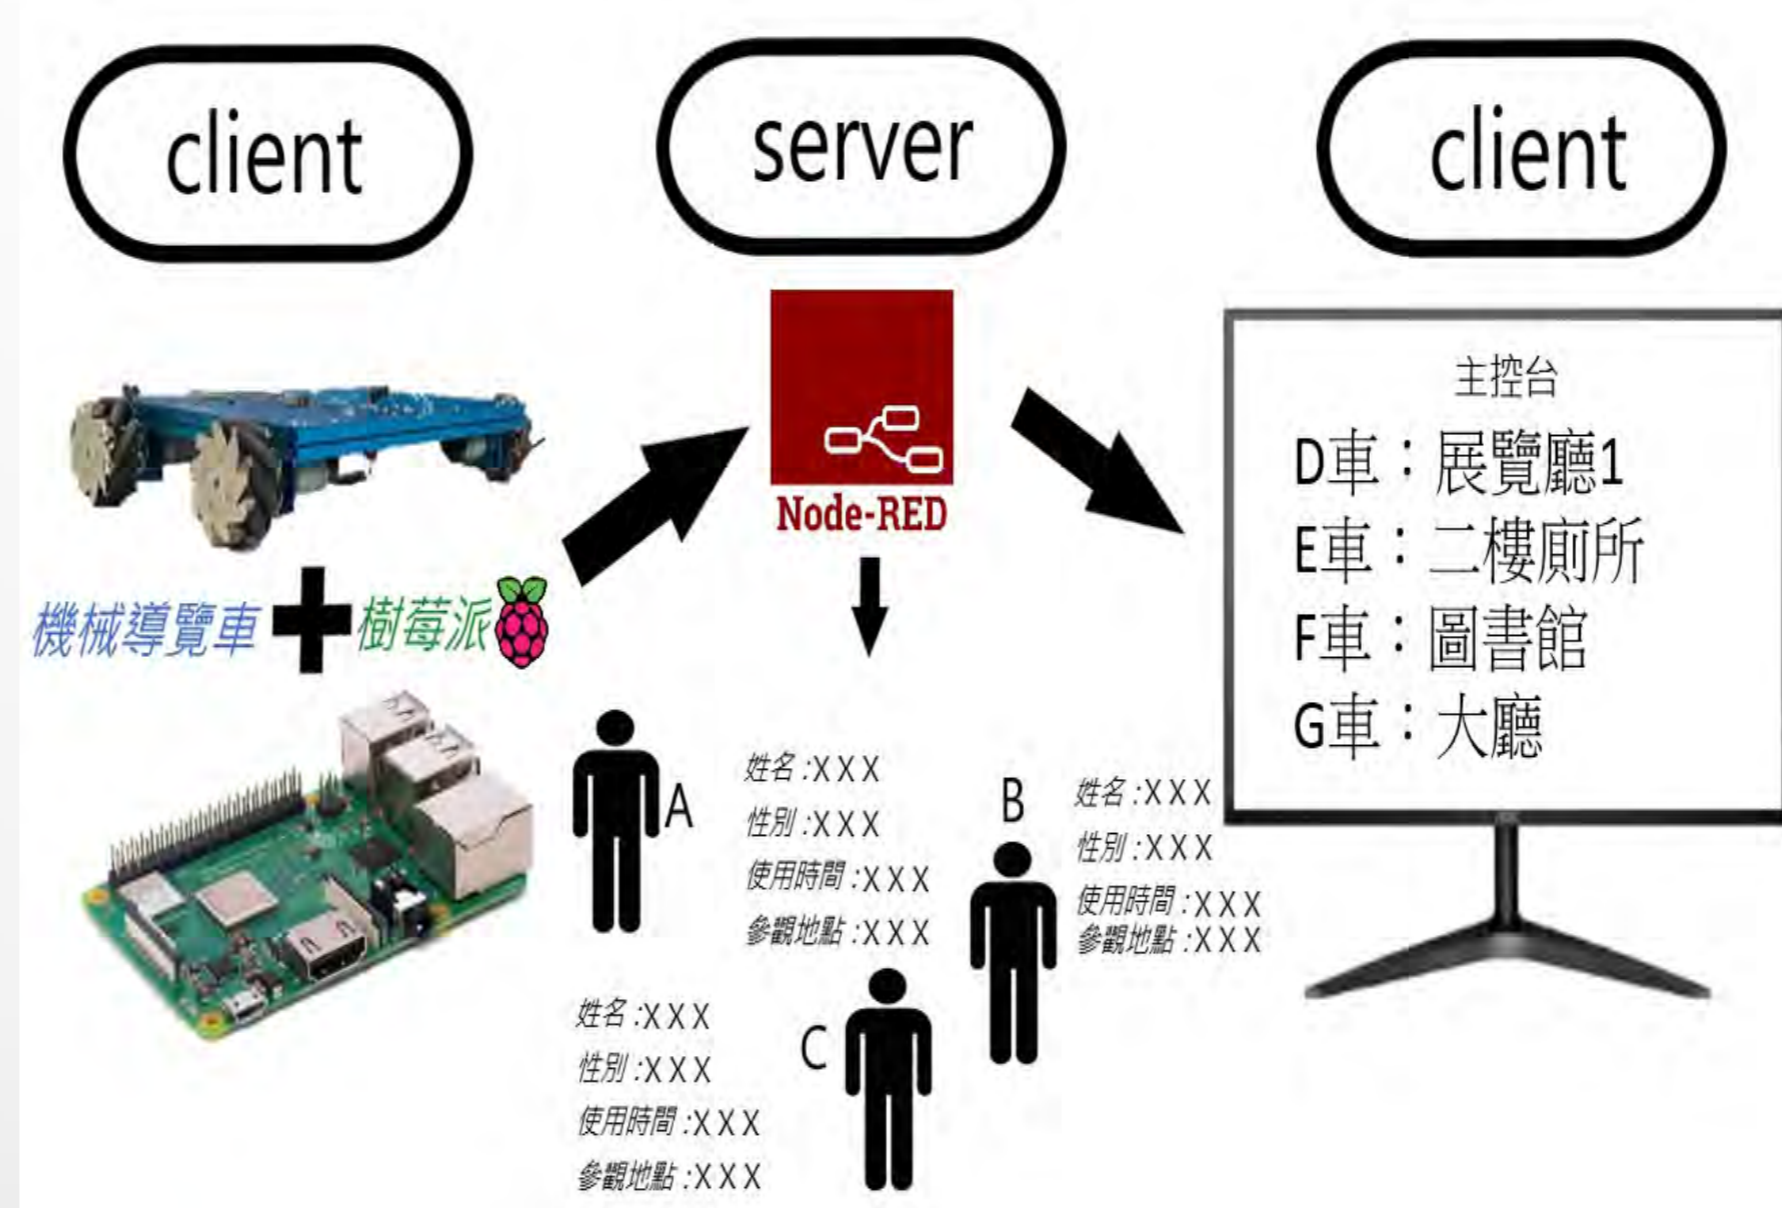 client
server
client
Node-RED
機械導覽車
樹莓派
主控台
D車：展覽廳1
E車：二樓廁所
F車：圖書館
G車：大廳
A
姓名:XXX
性別:XXX
使用時間:XXX
參觀地點:XXX
B
姓名:XXX
性別:XXX
使用時間:XXX
參觀地點:XXX
C
姓名:XXX
性別:XXX
使用時間:XXX
參觀地點:XXX